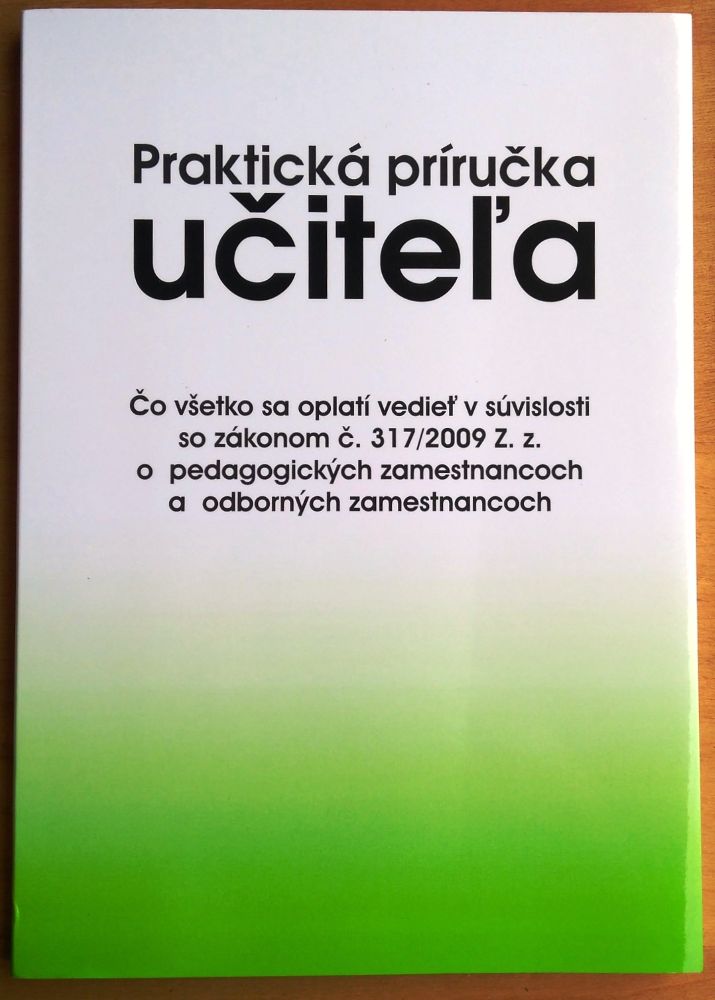 Praktická príručka
učiteľa
Čo všetko sa oplatí vedieť v súvislosti
so zákonom č. 317/2009 Z. z.
o pedagogických zamestnancoch
a odborných zamestnancoch